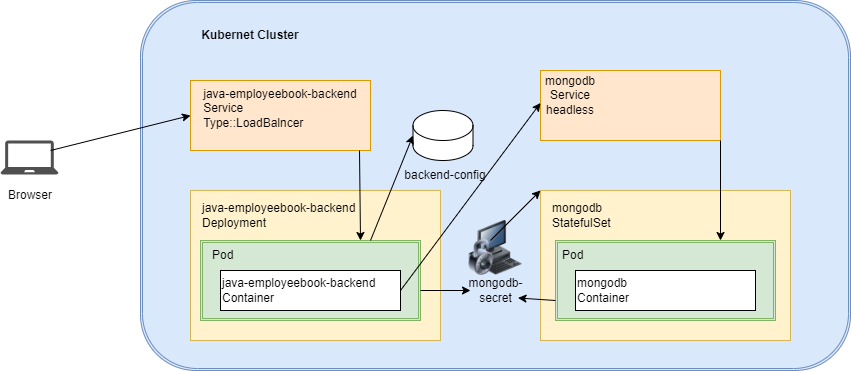 Kubernet Cluster
java-employeebook-backend
Service
Type::LoadBalncer
mongodb
Service
headless
Browser
backend-config
java-employeebook-backend
Deployment
Pod
java-employeebook-backend
Container
mongodb-
secret
mongodb
StatefulSet
Pod
mongodb
Container